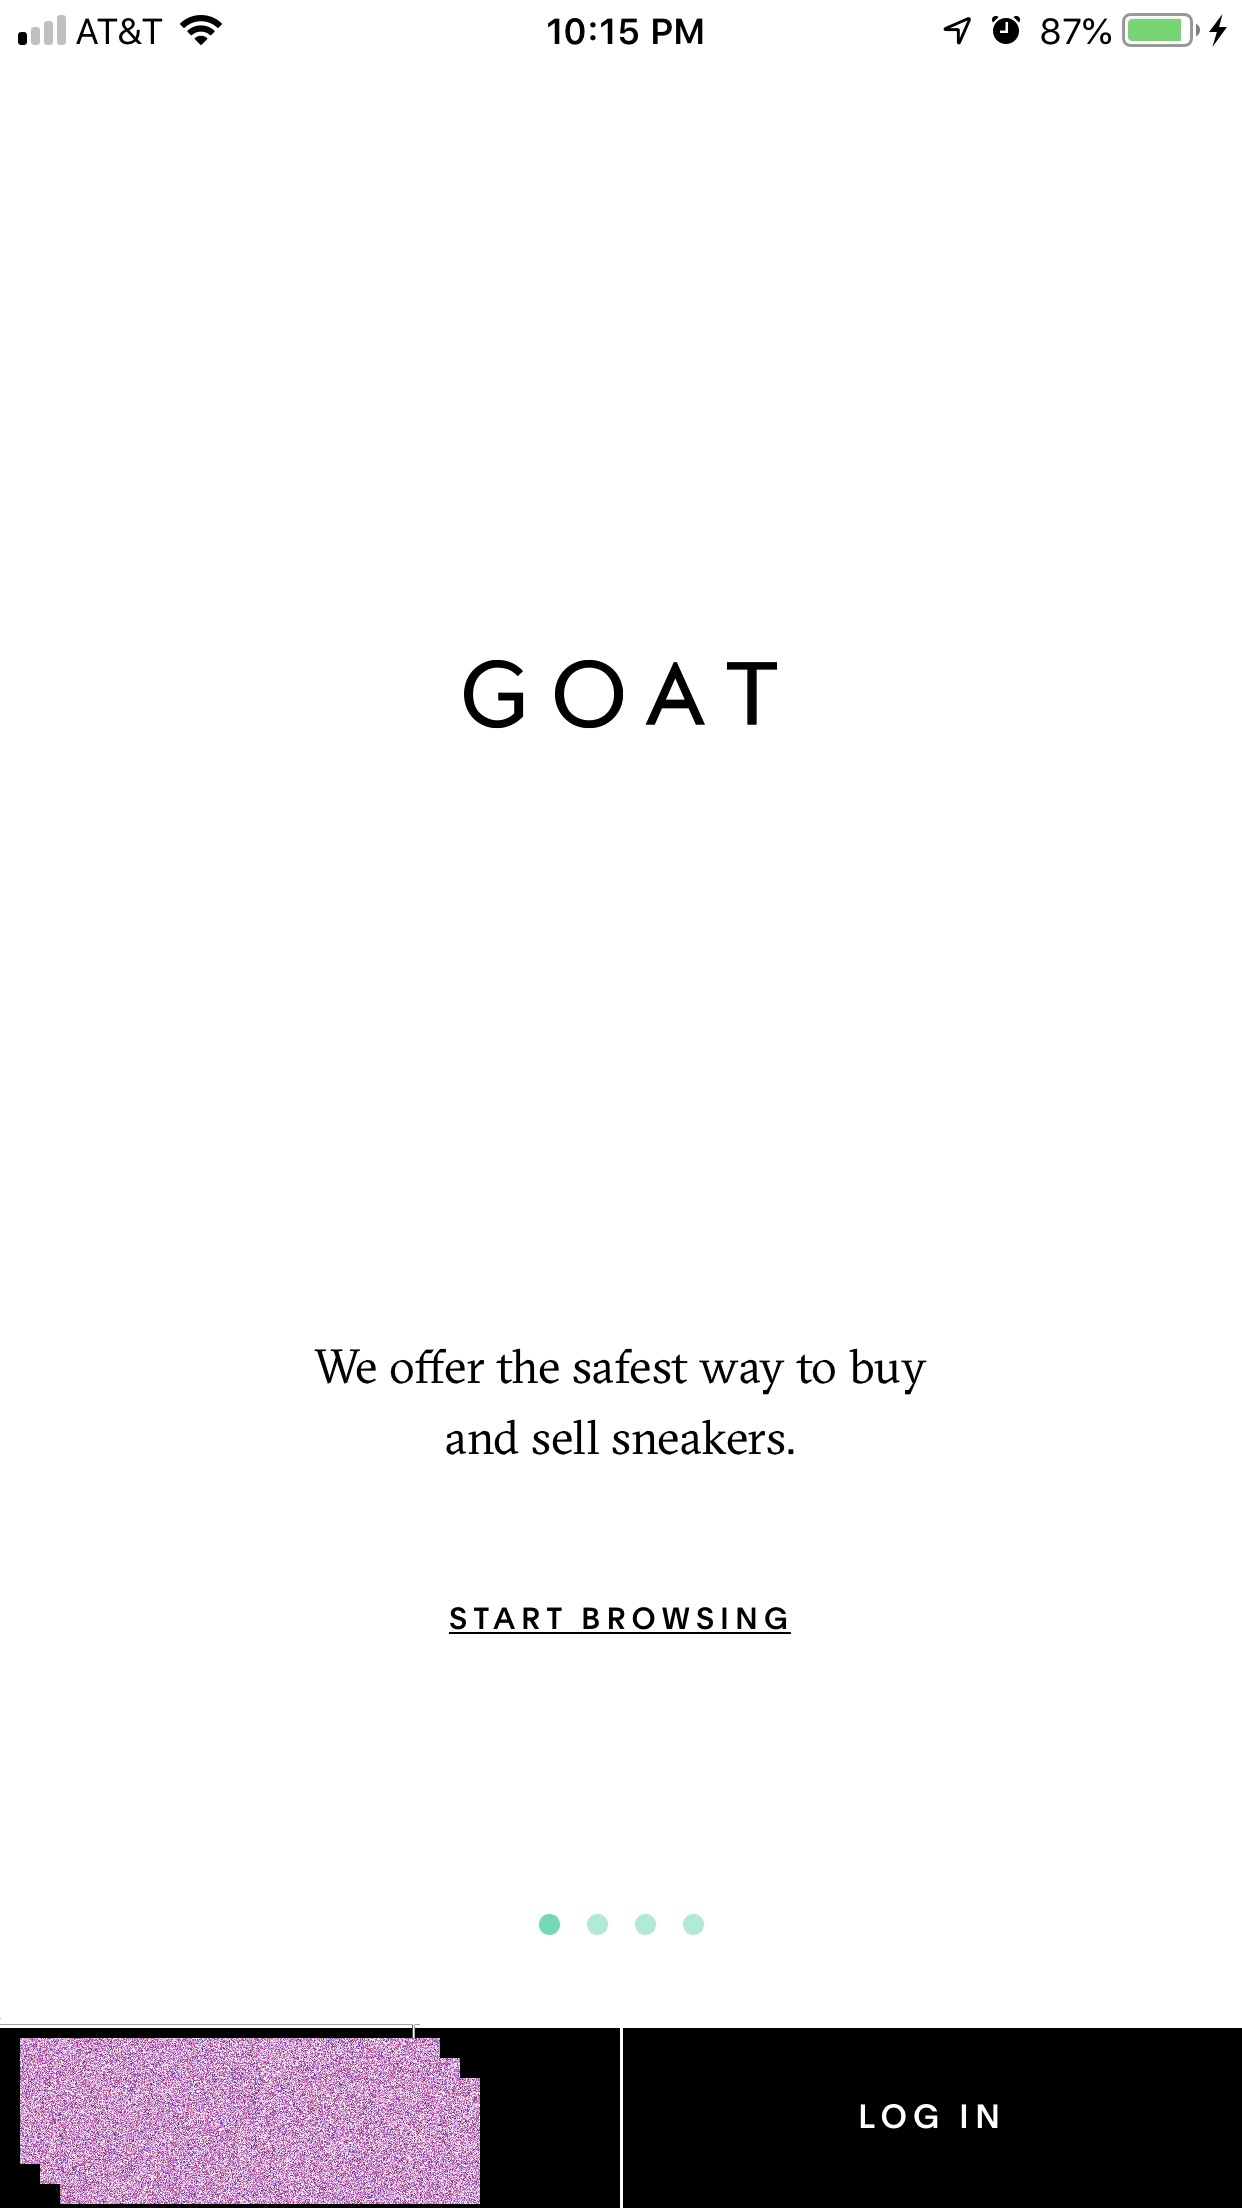 AT&T 10:15 PM 87%
GOAT
We offer the safest way to buy
and sell sneakers.
START BROWSING
LOG IN